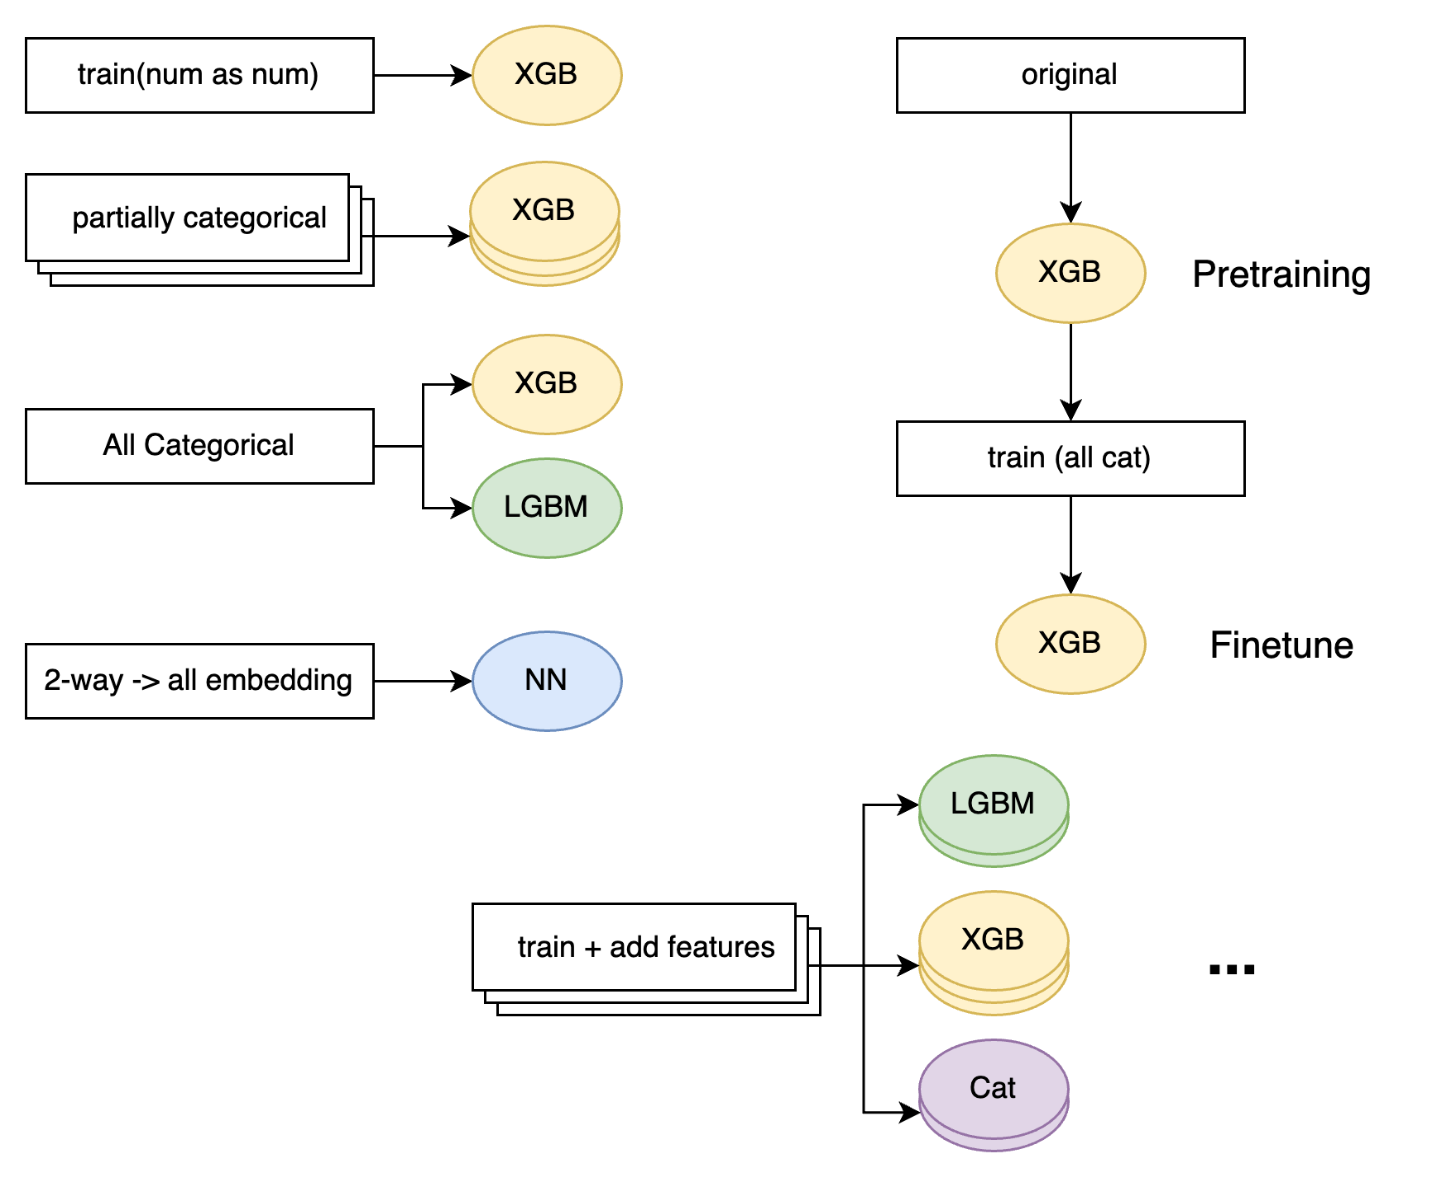 train(num as num)
XGB
partially categorical
XGB
All Categorical
XGB
LGBM
2-way -> all embedding
NN
original
XGB
Pretraining
train (all cat)
XGB
Finetune
train + add features
LGBM
XGB
Cat
...